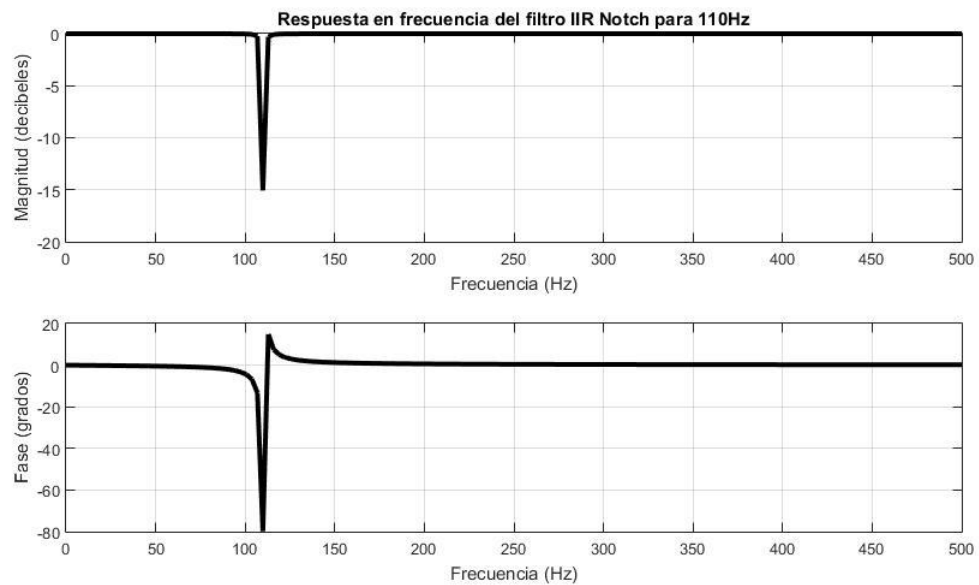 Respuesta en frecuencia del filtro IIR Notch para 110Hz
Magnitud (decibeles)
0
-5
-10
-15
-20
0 50 100 150 200 250 300 350 400 450 500
Frecuencia (Hz)
Fase (grados)
20
0
-20
-40
-60
-80
0 50 100 150 200 250 300 350 400 450 500
Frecuencia (Hz)